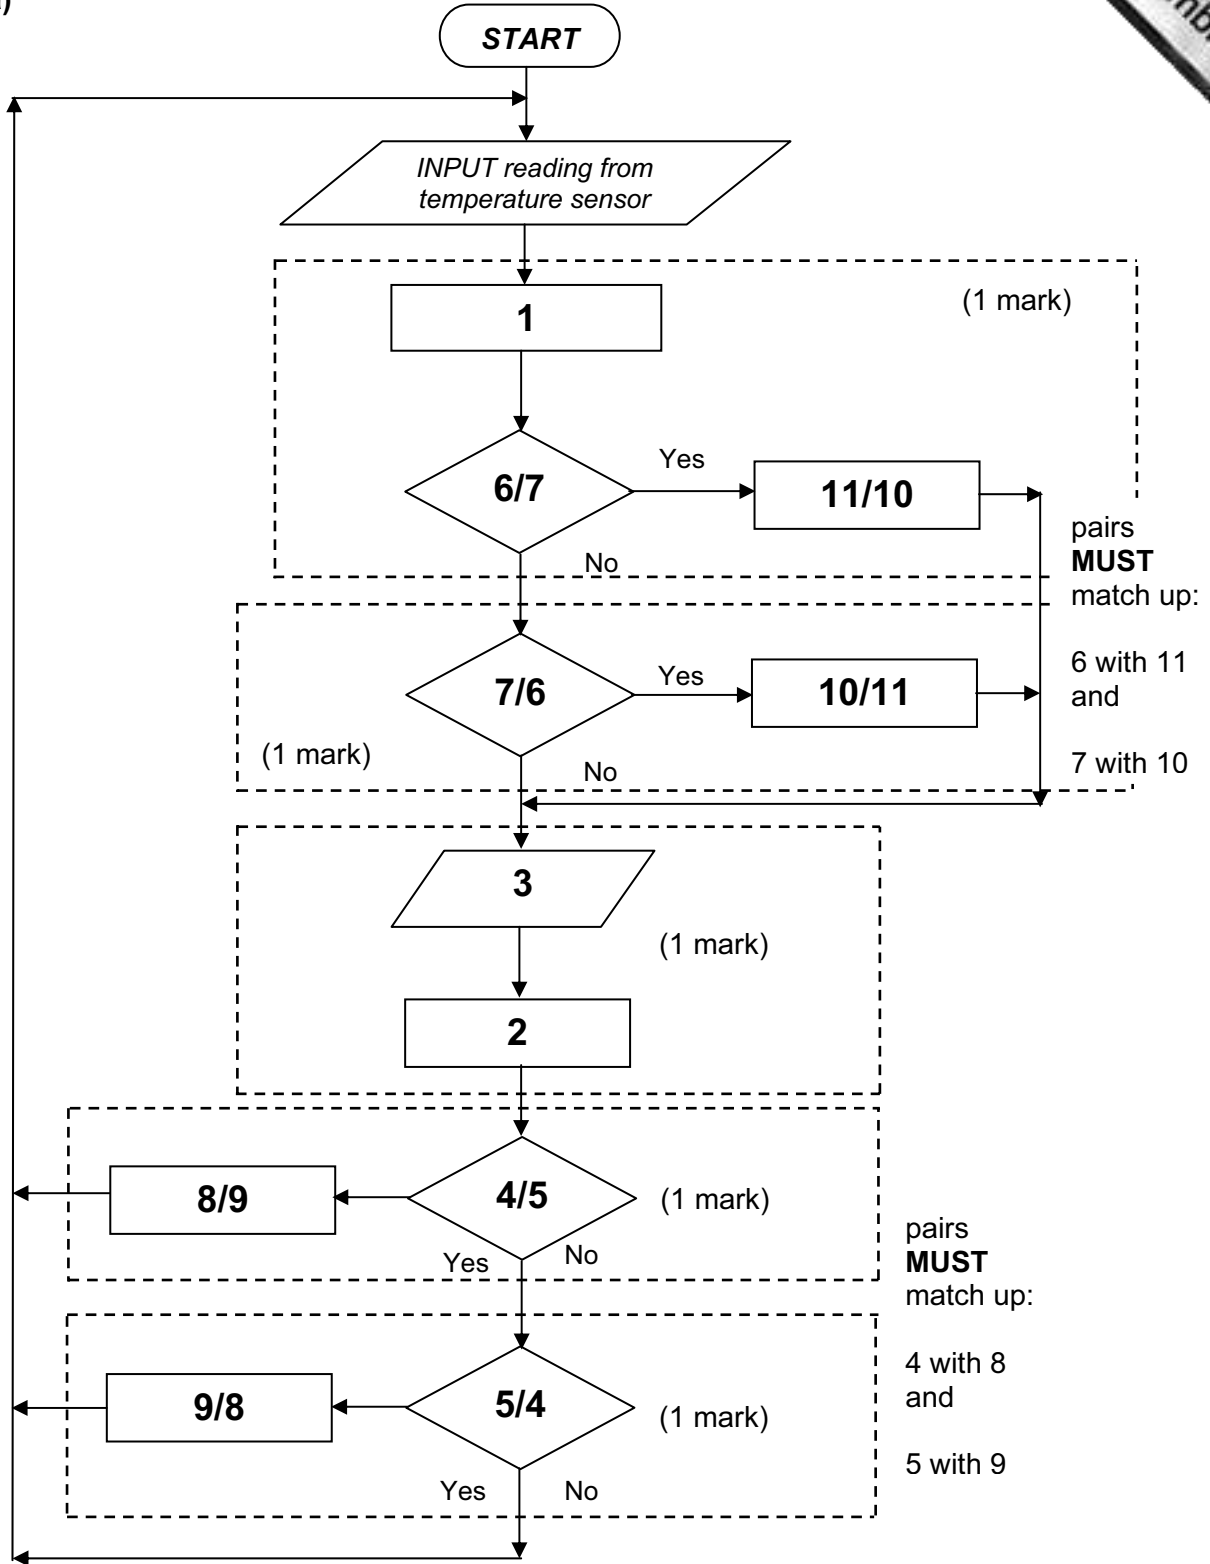 )
START
INPUT reading from
temperature sensor
1
(1 mark)
6/7
Yes
11/10
No
pairs
MUST
match up:
6 with 11
and
7 with 10
7/6
Yes
10/11
(1 mark)
No
3
(1 mark)
2
8/9
4/5
(1 mark)
Yes
No
pairs
MUST
match up:
4 with 8
and
5 with 9
9/8
5/4
(1 mark)
Yes
No